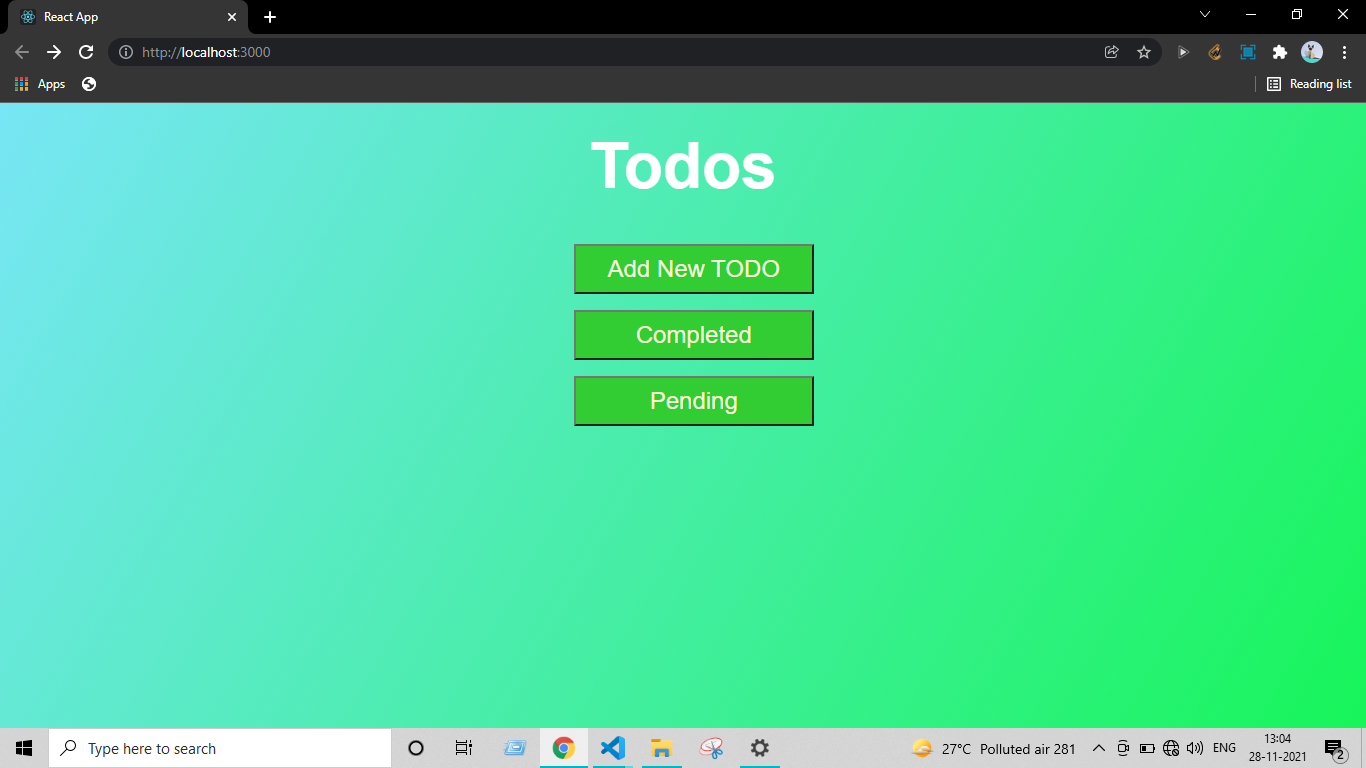 React App
http://localhost:3000
Apps
Reading list
Todos
Add New TODO
Completed
Pending
Type here to search
27°C Polluted air 281
ENG
13:04
28-11-2021
2